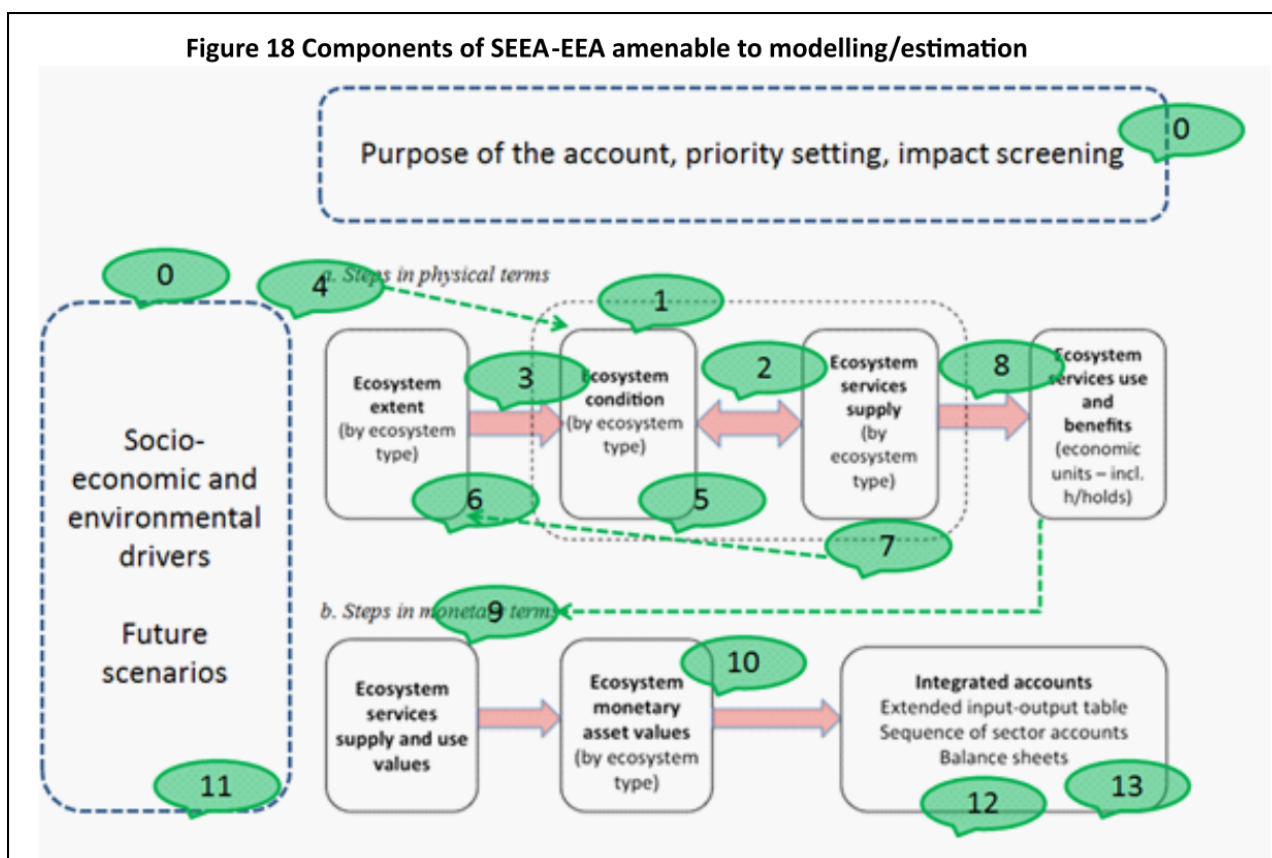 Figure 18 Components of SEEA-EEA amenable to modelling/estimation
0
Purpose of the account, priority setting, impact screening
0
4
a. Steps in physical terms
1
Socio-
economic and
environmental
drivers
Future
scenarios
11
Ecosystem
extent
(by ecosystem
type)
3
6
Ecosystem
condition
(by ecosystem
type)
5
2
Ecosystem
services
supply
(by
ecosystem
type)
7
8
Ecosystem
services use
and
benefits
(economic
units – incl.
h/holds)
b. Steps in monetary terms
9
Ecosystem
services
supply and use
values
Ecosystem
monetary
asset values
(by ecosystem
type)
10
Integrated accounts
Extended input-output table
Sequence of sector accounts
Balance sheets
12
13